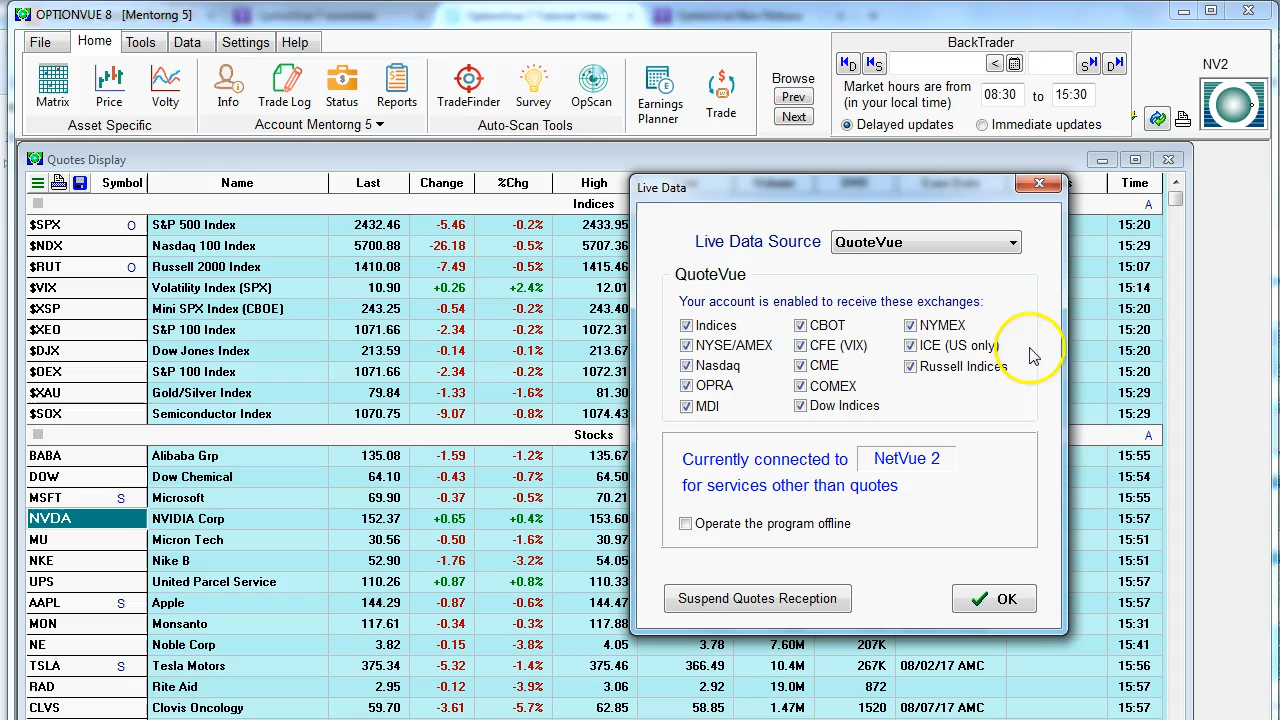 OPTIONVUE 8 [Mentorng 5]
File Home Tools Data Settings Help
Matrix Price Volty Info Trade Log Status Reports TradeFinder Survey OpScan Earnings Planner Trade
Asset Specific Account Mentorng 5 Auto-Scan Tools
Browse
Prev
Next
BackTrader
D S < S D
Market hours are from
(in your local time)
08:30 to 15:30
Delayed updates Immediate updates
NV2
Quotes Display
Symbol Name Last Change %Chg High Time
Indices A
$SPX O S&P 500 Index 2432.46 -5.46 -0.2% 2433.95 15:20
$NDX Nasdaq 100 Index 5700.88 -26.18 -0.5% 5707.36 15:29
$RUT O Russell 2000 Index 1410.08 -7.49 -0.5% 1415.46 15:07
$VIX Volatility Index (SPX) 10.90 +0.26 +2.4% 12.01 15:14
$XSP Mini SPX Index (CBOE) 243.25 -0.54 -0.2% 243.40 15:20
$XEO S&P 100 Index 1071.66 -2.34 -0.2% 1072.31 15:20
$DJX Dow Jones Index 213.59 -0.14 -0.1% 15:20
$OEX S&P 100 Index 1071.66 -2.34 -0.2% 1072.31 15:20
$XAU Gold/Silver Index 79.84 -1.33 -1.6% 81.30 15:29
$SOX Semiconductor Index 1070.75 -9.07 -0.8% 1074.43 15:29
Stocks A
BABA Alibaba Grp 135.08 -1.59 -1.2% 135.67 15:55
DOW Dow Chemical 64.10 -0.43 -0.7% 15:57
MSFT S Microsoft 69.90 -0.37 -0.5% 70.21 15:57
NVDA NVIDIA Corp 152.37 +0.65 +0.4% 153.60 15:57
MU Micron Tech 30.56 -0.50 -1.6% 30.97 15:51
NKE Nike B 52.90 -1.76 -3.2% 54.05 15:51
UPS United Parcel Service 110.26 +0.87 +0.8% 110.33 15:57
AAPL S Apple 144.29 -0.87 -0.6% 144.47 15:57
MON Monsanto 117.61 -0.34 -0.3% 117.88 15:57
NE Noble Corp 3.82 -0.15 -3.8% 4.05 3.78 7.60M 207K 15:41
TSLA S Tesla Motors 375.34 -5.32 -1.4% 375.46 366.49 10.4M 267K 08/02/17 AMC 15:56
RAD Rite Aid 2.95 -0.12 -3.9% 3.06 2.92 19.0M 872 15:57
CLVS Clovis Oncology 59.70 -3.61 -5.7% 62.85 58.85 1.47M 1520 08/07/17 AMC 15:57
Live Data
Live Data Source QuoteVue
QuoteVue
Your account is enabled to receive these exchanges:
Indices CBOT NYMEX
NYSE/AMEX CFE (VIX) ICE (US only)
Nasdaq CME Russell Indices
OPRA COMEX
MDI Dow Indices
Currently connected to NetVue 2
for services other than quotes
Operate the program offline
Suspend Quotes Reception OK